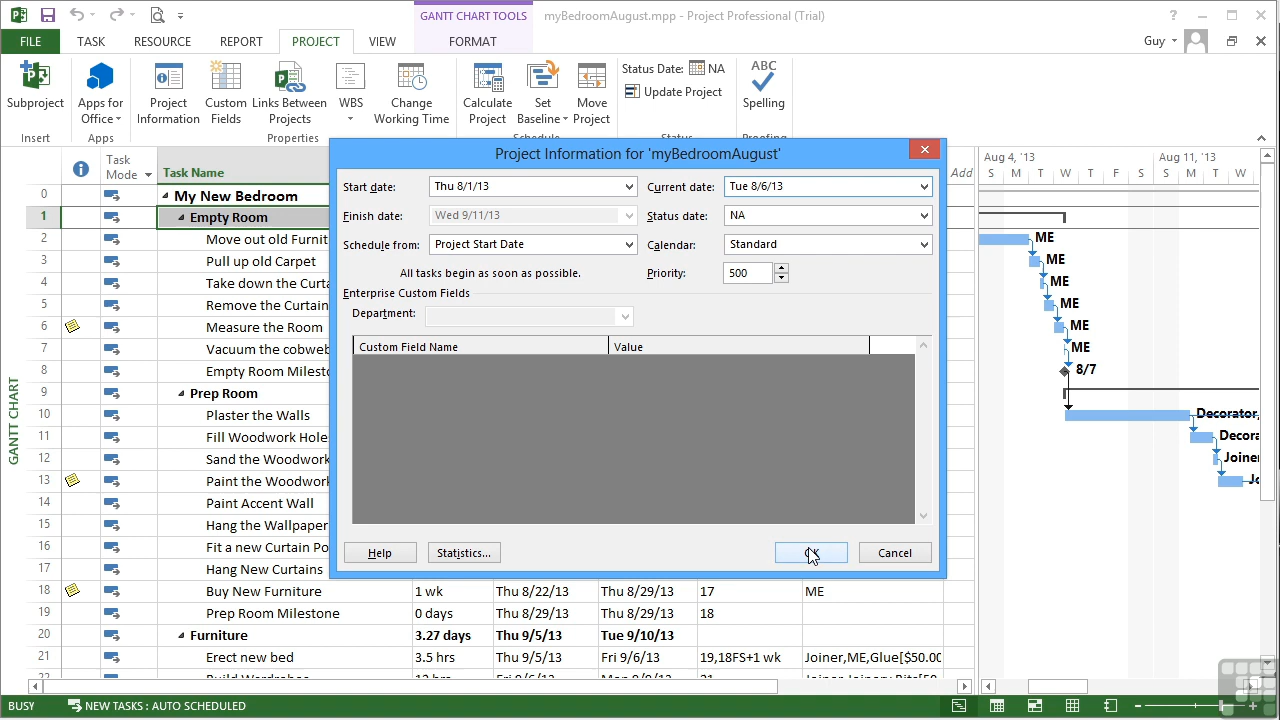 GANTT CHART TOOLS
myBedroomAugust.mpp - Project Professional (Trial)
?
FILE TASK RESOURCE REPORT PROJECT VIEW FORMAT Guy
Subproject
Apps for Office
Project Information
Custom Fields
Links Between Projects
WBS
Change Working Time
Calculate Project
Set Baseline
Move Project
Status Date: NA
Update Project
ABC
Spelling
Insert Apps Properties Status
Project Information for 'myBedroomAugust'
Start date: Thu 8/1/13 Current date: Tue 8/6/13
Finish date: Wed 9/11/13 Status date: NA
Schedule from: Project Start Date Calendar: Standard
All tasks begin as soon as possible. Priority: 500
Enterprise Custom Fields
Department:
Custom Field Name Value
Help Statistics... Cancel
Task Mode Task Name Add
0 My New Bedroom
1 Empty Room
2 Move out old Furnit
3 Pull up old Carpet
4 Take down the Curta
5 Remove the Curtain
6 Measure the Room
7 Vacuum the cobweb
8 Empty Room Milest
9 Prep Room
10 Plaster the Walls
11 Fill Woodwork Hole
12 Sand the Woodwork
13 Paint the Woodwork
14 Paint Accent Wall
15 Hang the Wallpaper
16 Fit a new Curtain Po
17 Hang New Curtains
18 Buy New Furniture 1 wk Thu 8/22/13 Thu 8/29/13 17 ME
19 Prep Room Milestone 0 days Thu 8/29/13 Thu 8/29/13 18
20 Furniture 3.27 days Thu 9/5/13 Tue 9/10/13
21 Erect new bed 3.5 hrs Thu 9/5/13 Fri 9/6/13 19,18FS+1 wk Joiner,ME,Glue[$50.00
GANTT CHART
Aug 4, '13 Aug 11, '13
S M T W T F S S M T W
ME
ME
ME
ME
ME
ME
8/7
Decorator,
Decora
Joiner
Jo
BUSY NEW TASKS : AUTO SCHEDULED